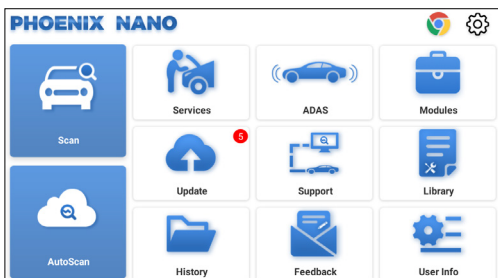 PHOENIX NANO
Scan
Services
ADAS
Modules
5
Update
Support
Library
AutoScan
History
Feedback
User Info